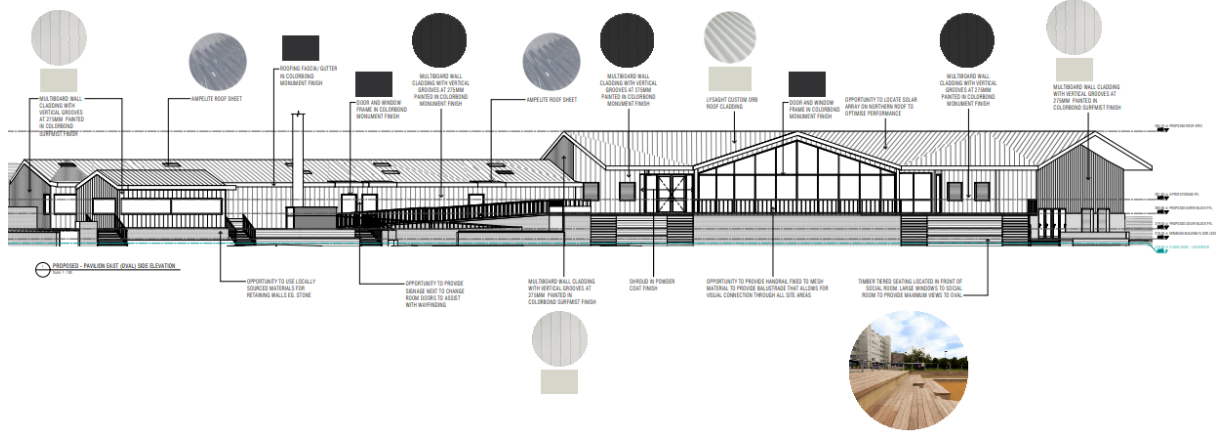 MULTIBOARD WALL
CLADDING WITH
VERTICAL GROOVES
AT 275MM PAINTED
IN COLORBOND
SURFMIST FINISH
AMPELITE ROOF SHEET
ROOFING FASCIA/ GUTTER
IN COLORBOND
MONUMENT FINISH
DOOR AND WINDOW
FRAME IN COLORBOND
MONUMENT FINISH
MULTIBOARD WALL
CLADDING WITH VERTICAL
GROOVES AT 275MM
PAINTED IN COLORBOND
MONUMENT FINISH
AMPELITE ROOF SHEET
MULTIBOARD WALL
CLADDING WITH VERTICAL
GROOVES AT 275MM
PAINTED IN COLORBOND
MONUMENT FINISH
LYSAGHT CUSTOM ORB
ROOF CLADDING
DOOR AND WINDOW
FRAME IN COLORBOND
MONUMENT FINISH
OPPORTUNITY TO LOCATE SOLAR
ARRAY ON NORTHERN ROOF TO
OPTIMISE PERFORMANCE
MULTIBOARD WALL
CLADDING WITH VERTICAL
GROOVES AT 275MM
PAINTED IN COLORBOND
MONUMENT FINISH
MULTIBOARD WALL CLADDING
WITH VERTICAL GROOVES AT
275MM PAINTED IN
COLORBOND SURFMIST FINISH
PROPOSED ROOF RIDGE
PROPOSED - PAVILION EAST (OVAL) SIDE ELEVATION
OPPORTUNITY TO USE LOCALLY
SOURCED MATERIALS FOR
RETAINING WALLS EG. STONE
OPPORTUNITY TO PROVIDE
SIGNAGE NEXT TO CHANGE
ROOM DOORS TO ASSIST
WITH WAYFINDING
MULTIBOARD WALL CLADDING
WITH VERTICAL GROOVES AT
275MM PAINTED IN
COLORBOND SURFMIST FINISH
SHROUD IN POWDER
COAT FINISH
OPPORTUNITY TO PROVIDE HANDRAIL FIXED TO MESH
MATERIAL TO PROVIDE BALUSTRADE THAT ALLOWS FOR
VISUAL CONNECTION THROUGH ALL SITE AREAS
TIMBER TIERED SEATING LOCATED IN FRONT OF
SOCIAL ROOM. LARGE WINDOWS TO SOCIAL
ROOM TO PROVIDE MAXIMUM VIEWS TO OVAL